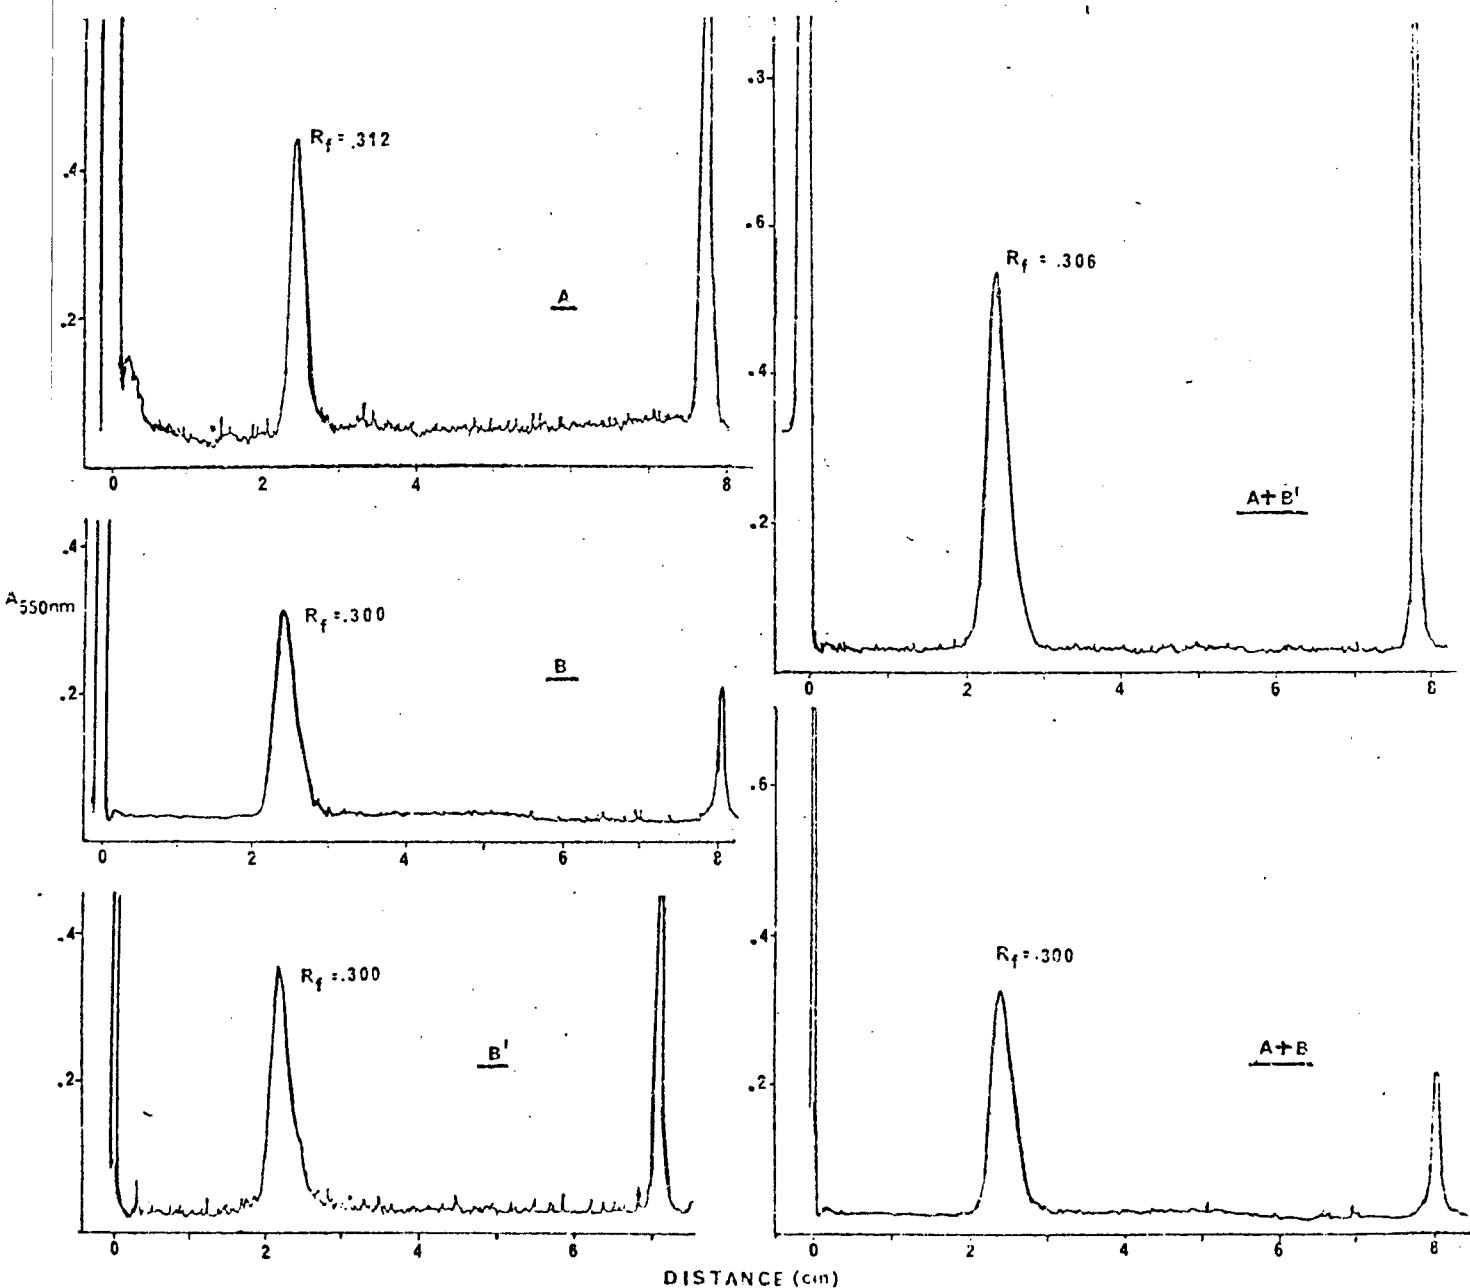 Rf = .312
.4
.2
A
0 2 4 8
.4
A550nm
Rf = .300
.2
B
0 2 4 6 8
.4
Rf = .300
B'
.2
0 2 4 6
.3
.6
Rf = .306
.4
A+B'
.2
0 2 4 6 8
.6
.4
Rf = .300
A+B
.2
0 2 4 6 8
DISTANCE (cm)